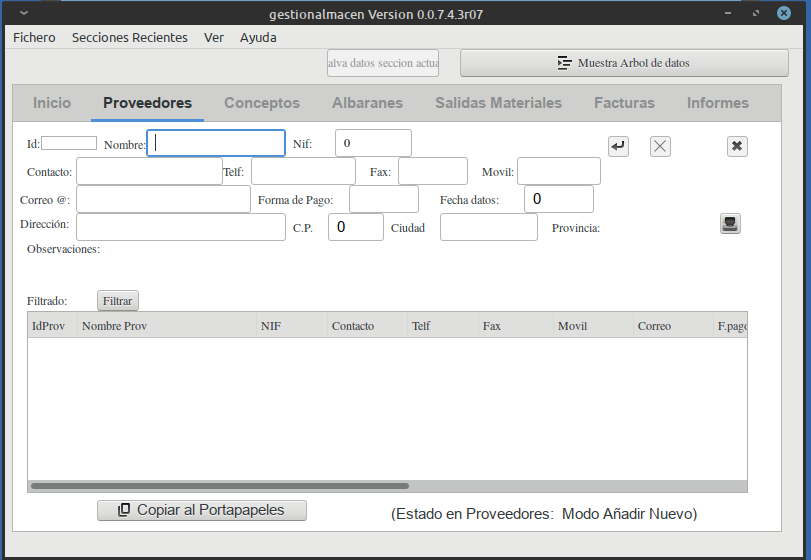 gestionalmacen Version 0.0.7.4.3r07
Fichero Secciones Recientes Ver Ayuda
alva datos seccion actua Muestra Arbol de datos
Inicio Proveedores Conceptos Albaranes Salidas Materiales Facturas Informes
Id: Nombre: Nif: 0
Contacto: Telf: Fax: Movil:
Correo @: Forma de Pago: Fecha datos: 0
Dirección: C.P. 0 Ciudad Provincia:
Observaciones:
Filtrado: Filtrar
IdProv Nombre Prov NIF Contacto Telf Fax Movil Correo F.pago
Copiar al Portapapeles (Estado en Proveedores: Modo Añadir Nuevo)